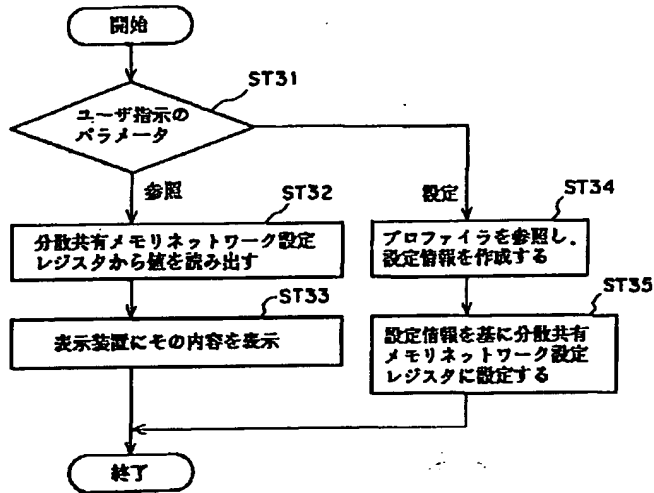 開始
ST31
ユーザ指示の
パラメータ
参照
設定
ST32
分散共有メモリネットワーク設定
レジスタから値を読み出す
ST33
表示装置にその内容を表示
ST34
プロファイラを参照し、
設定情報を作成する
ST35
設定情報を基に分散共有
メモリネットワーク設定
レジスタに設定する
終了